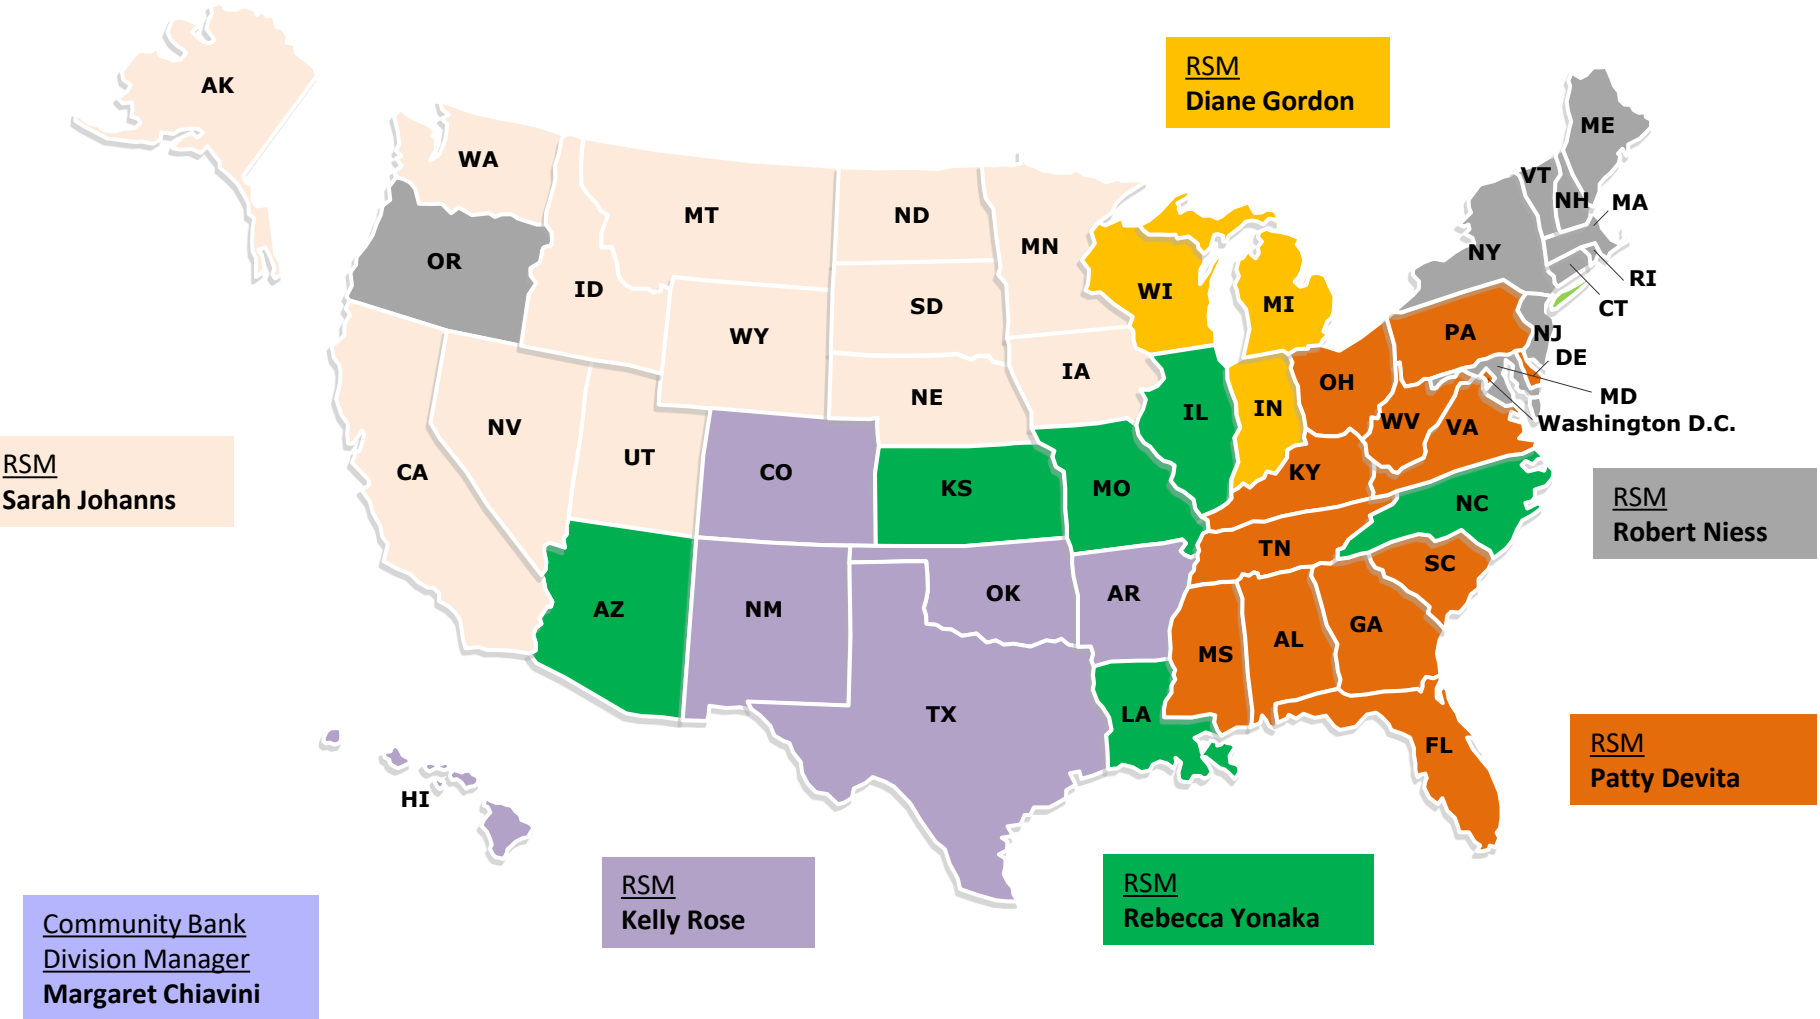 AK
RSM
Diane Gordon
ME
WA
VT
NH
MA
MT
ND
MN
NY
OR
ID
WI
MI
RI
SD
CT
WY
PA
NJ
DE
IA
OH
MD
NE
IN
IL
WV
VA
Washington D.C.
NV
UT
CA
CO
KS
MO
KY
NC
RSM
Sarah Johanns
RSM
Robert Niess
TN
SC
AZ
NM
OK
AR
MS
AL
GA
TX
LA
FL
RSM
Patty Devita
HI
RSM
Kelly Rose
RSM
Rebecca Yonaka
Community Bank
Division Manager
Margaret Chiavini